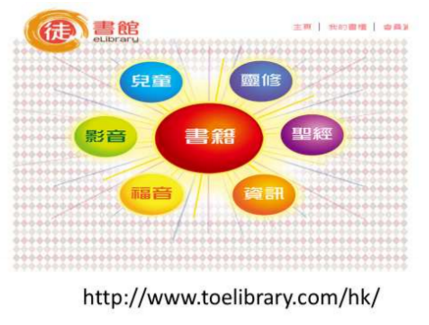 徒 書館
eLibrary
主頁 | 我的書檯 | 會員
兒童
靈修
影音
書籍
聖經
福音
資訊
http://www.toelibrary.com/hk/